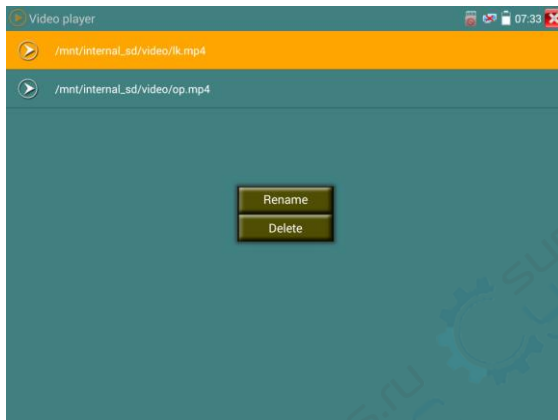 Video player
07:33
/mnt/internal_sd/video/lk.mp4
/mnt/internal_sd/video/op.mp4
Rename
Delete